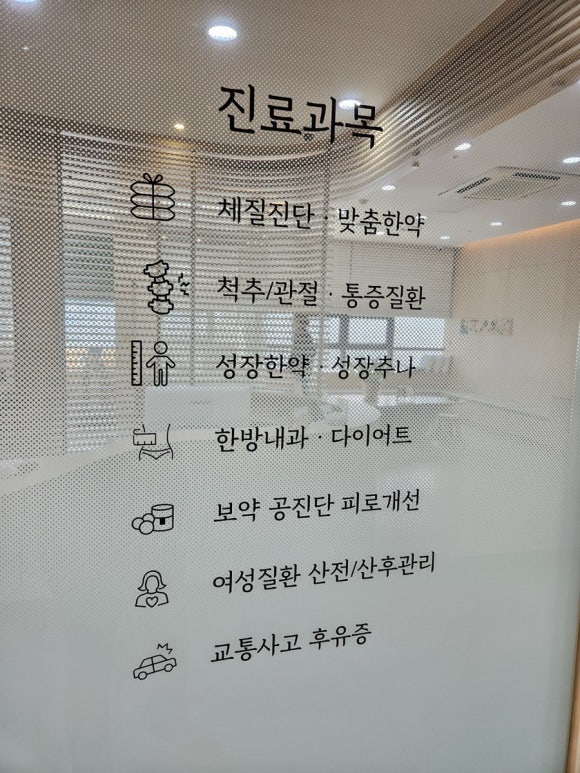 진료과목
체질진단 · 맞춤한약
척추/관절 · 통증질환
성장한약 · 성장추나
한방내과 · 다이어트
보약 공진단 피로개선
여성질환 산전/산후관리
교통사고 후유증